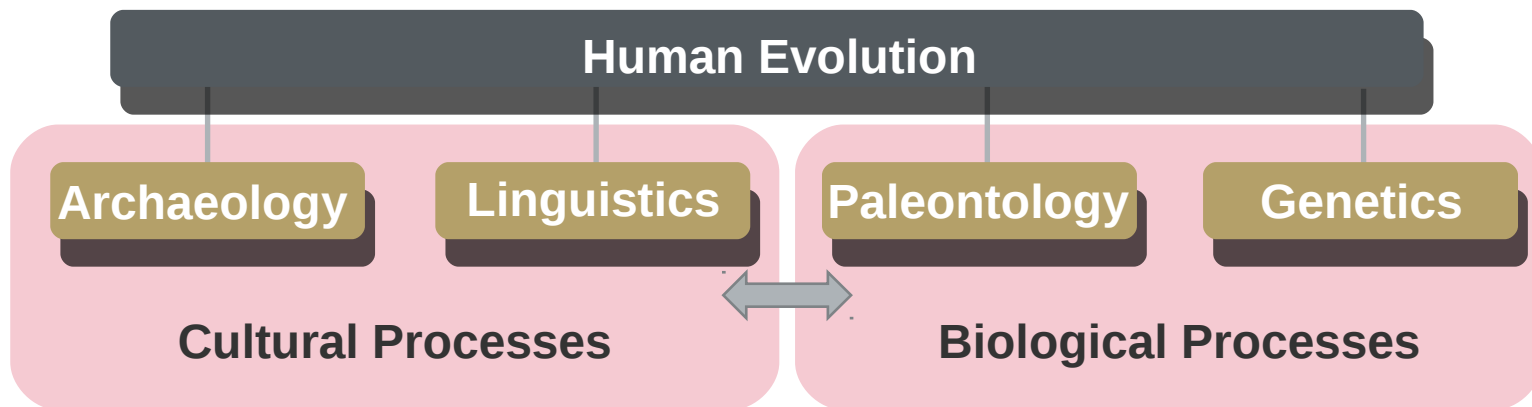 Human Evolution
Archaeology
Linguistics
Paleontology
Genetics
Cultural Processes
Biological Processes